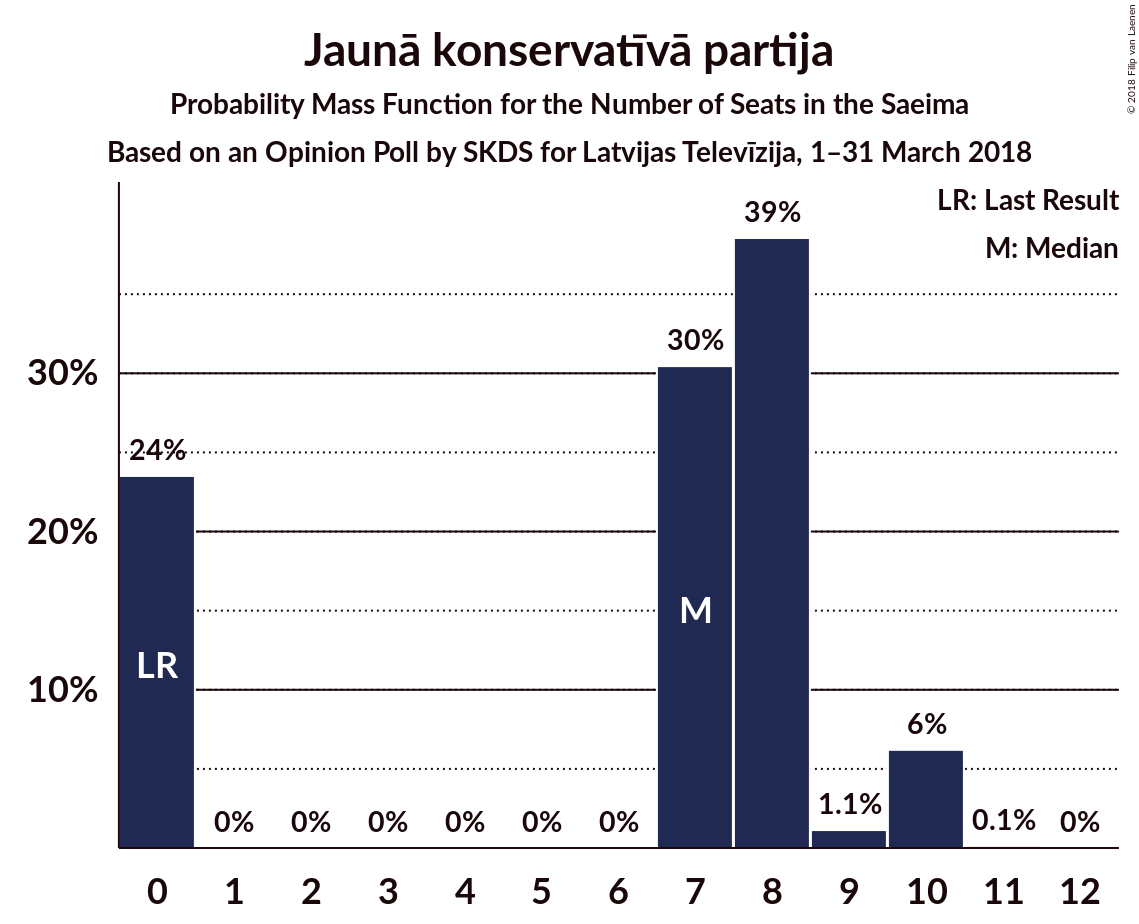 Jaunā konservatīvā partija
Probability Mass Function for the Number of Seats in the Saeima
Based on an Opinion Poll by SKDS for Latvijas Televīzija, 1–31 March 2018
© 2018 Filip van Laenen
LR: Last Result
M: Median
39%
30%
24%
6%
1.1%
0.1%
0%
0%
0%
0%
0%
0%
0%
30%
20%
10%
LR
M
0 1 2 3 4 5 6 7 8 9 10 11 12